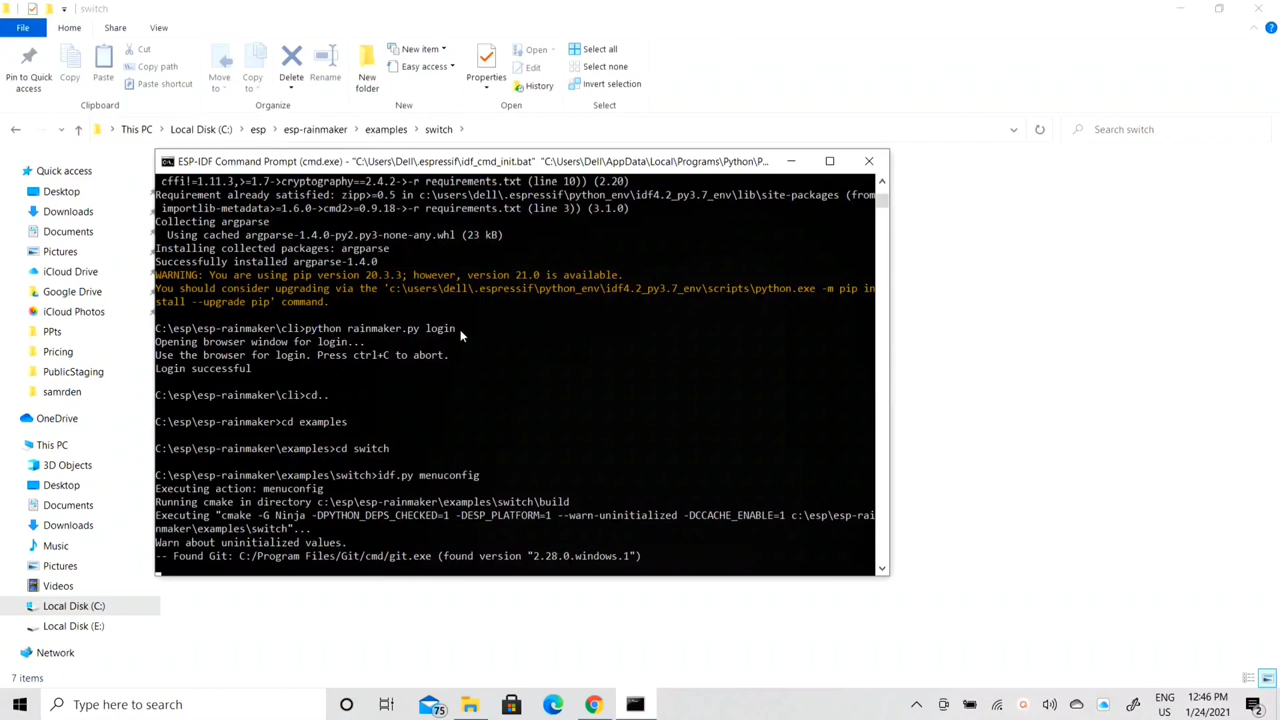 switch
File
Home
Share
View
Pin to Quick access
Copy
Paste
Cut
Copy path
Paste shortcut
Clipboard
Move to
Copy to
Delete
Rename
Organize
New folder
New item
Easy access
New
Properties
Open
Edit
History
Open
Select all
Select none
Invert selection
Select
This PC > Local Disk (C:) > esp > esp-rainmaker > examples > switch >
Search switch
Quick access
Desktop
Downloads
Documents
Pictures
iCloud Drive
Google Drive
iCloud Photos
PPts
Pricing
PublicStaging
samrden
OneDrive
This PC
3D Objects
Desktop
Documents
Downloads
Music
Pictures
Videos
Local Disk (C:)
Local Disk (E:)
Network
7 items
ESP-IDF Command Prompt (cmd.exe) - "C:\Users\Dell\.espressif\idf_cmd_init.bat" "C:\Users\Dell\AppData\Local\Programs\Python\P...
cffi!=1.11.3,>=1.7->cryptography==2.4.2->-r requirements.txt (line 10)) (2.20)
Requirement already satisfied: zipp>=0.5 in c:\users\dell\.espressif\python_env\idf4.2_py3.7_env\lib\site-packages (from
importlib-metadata>=1.6.0->cmd2>=0.9.18->-r requirements.txt (line 3)) (3.1.0)
Collecting argparse
Using cached argparse-1.4.0-py2.py3-none-any.whl (23 kB)
Installing collected packages: argparse
Successfully installed argparse-1.4.0
WARNING: You are using pip version 20.3.3; however, version 21.0 is available.
You should consider upgrading via the 'c:\users\dell\.espressif\python_env\idf4.2_py3.7_env\scripts\python.exe -m pip in
stall --upgrade pip' command.
C:\esp\esp-rainmaker\cli>python rainmaker.py login
Opening browser window for login...
Use the browser for login. Press ctrl+C to abort.
Login successful
C:\esp\esp-rainmaker\cli>cd..
C:\esp\esp-rainmaker>cd examples
C:\esp\esp-rainmaker\examples>cd switch
C:\esp\esp-rainmaker\examples\switch>idf.py menuconfig
Executing action: menuconfig
Running cmake in directory c:\esp\esp-rainmaker\examples\switch\build
Executing "cmake -G Ninja -DPYTHON_DEPS_CHECKED=1 -DESP_PLATFORM=1 --warn-uninitialized -DCCACHE_ENABLE=1 c:\esp\esp-rai
nmaker\examples\switch"...
Warn about uninitialized values.
-- Found Git: C:/Program Files/Git/cmd/git.exe (found version "2.28.0.windows.1")
Type here to search
75
ENG
US
12:46 PM
1/24/2021
2